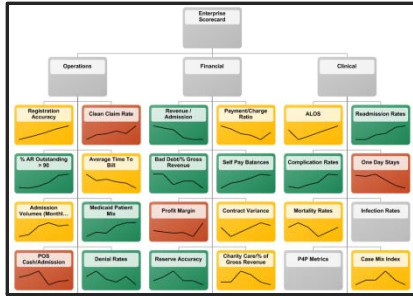 Enterprise
Scorecard
Operations
Financial
Clinical
Registration
Accuracy
Clean Claim Rate
Revenue /
Admission
Payment/Charge
Ratio
ALOS
Readmission Rates
% AR Outstanding
> 90
Average Time To
Bill
Bad Debt/% Gross
Revenue
Self Pay Balances
Complication Rates
One Day Stays
Admission
Volumes (Monthl...
Medicaid Patient
Mix
Profit Margin
Contract Variance
Mortality Rates
Infection Rates
POS
Cash/Admission
Denial Rates
Reserve Accuracy
Charity Care/% of
Gross Revenue
P4P Metrics
Case Mix Index